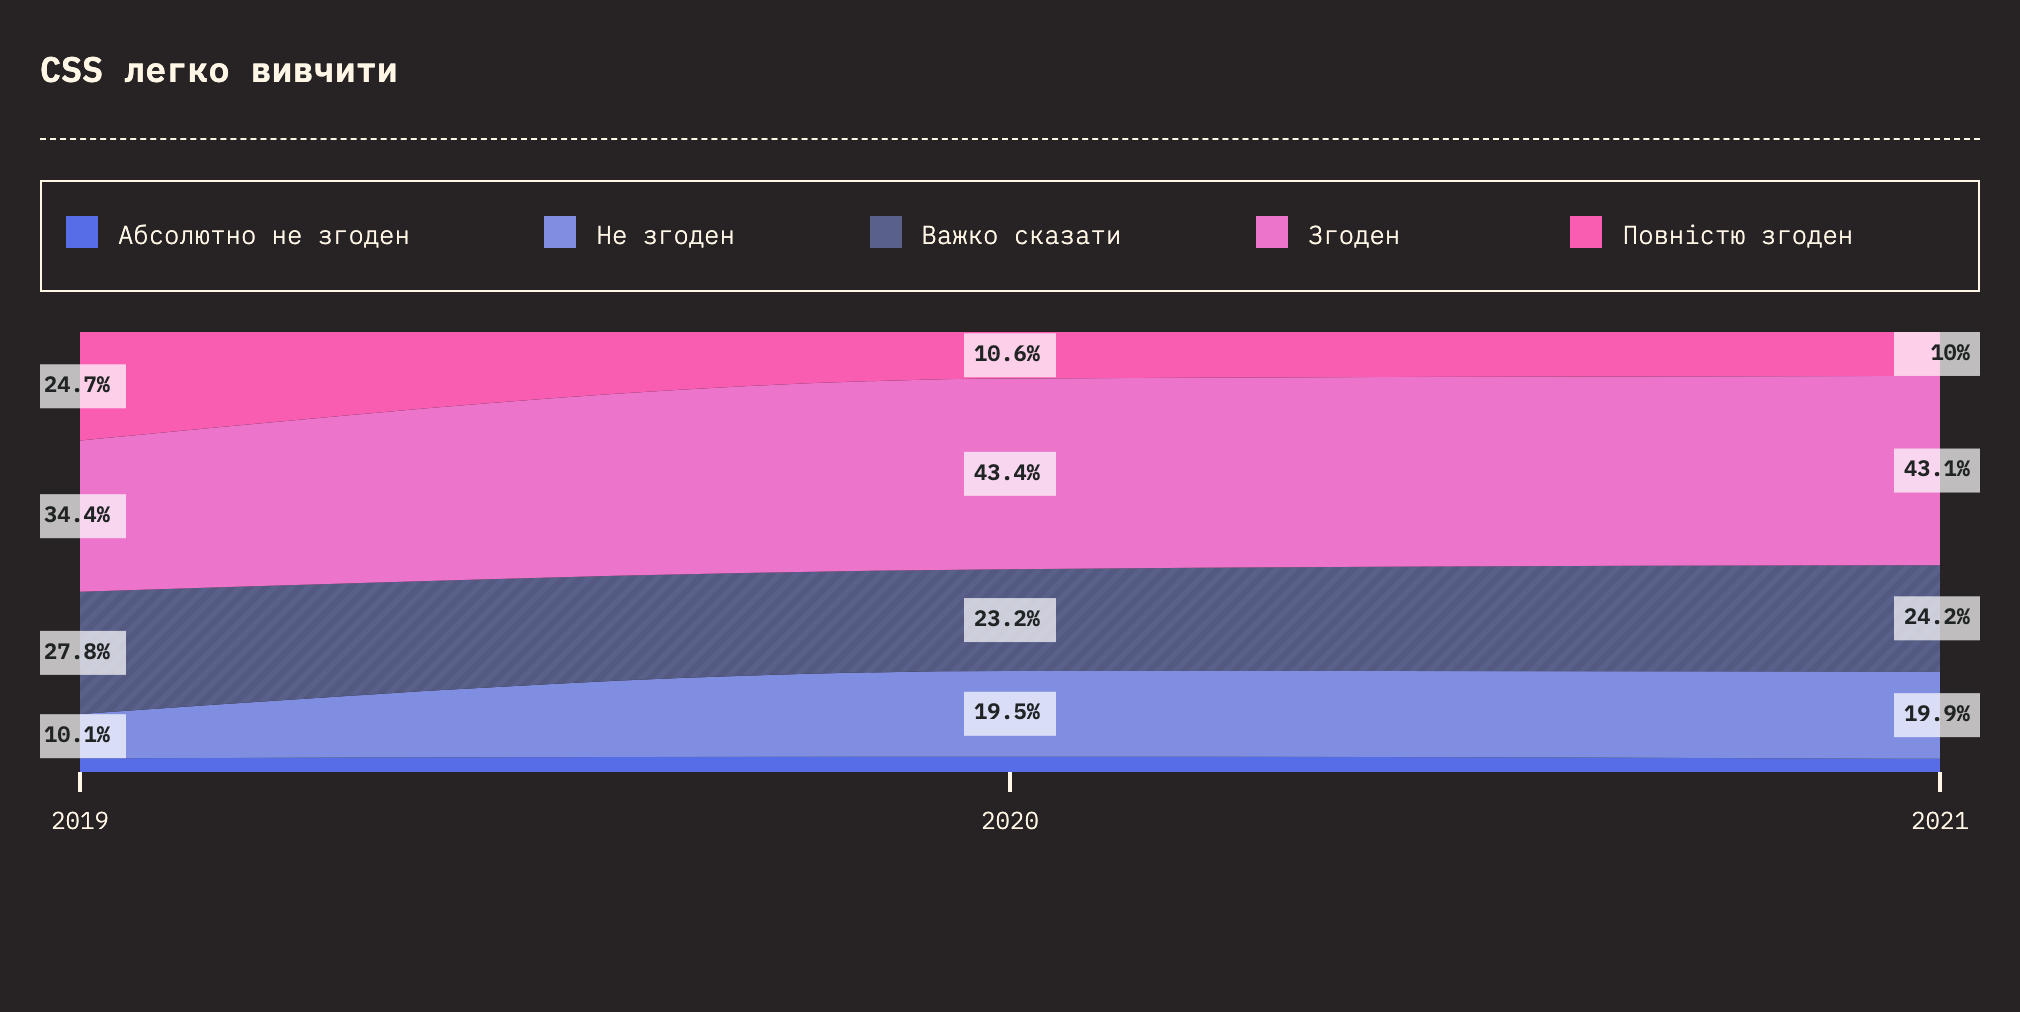 CSS легко вивчити
Абсолютно не згоден Не згоден Важко сказати Згоден Повністю згоден
24.7% 10.6% 10%
34.4% 43.4% 43.1%
27.8% 23.2% 24.2%
10.1% 19.5% 19.9%
2019 2020 2021